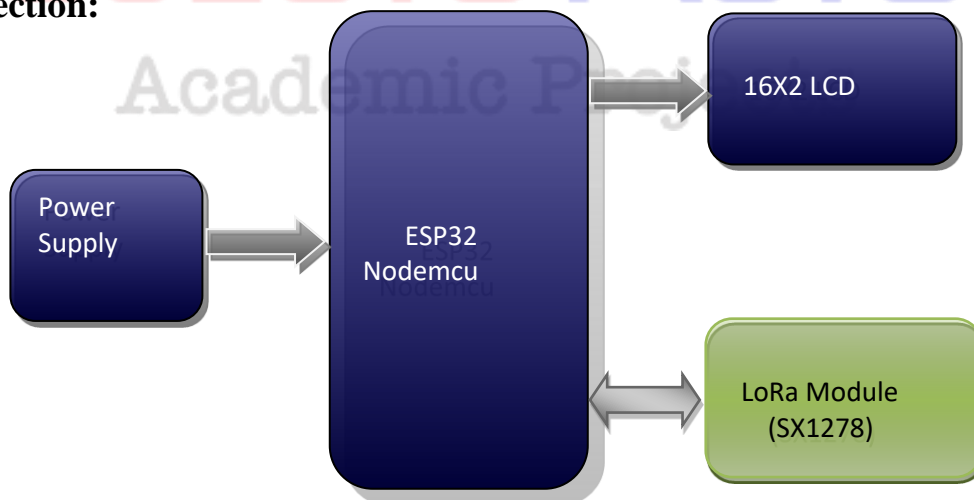 ection:
Academic Project
16X2 LCD
Power
Supply
ESP32
Nodemcu
LoRa Module
(SX1278)